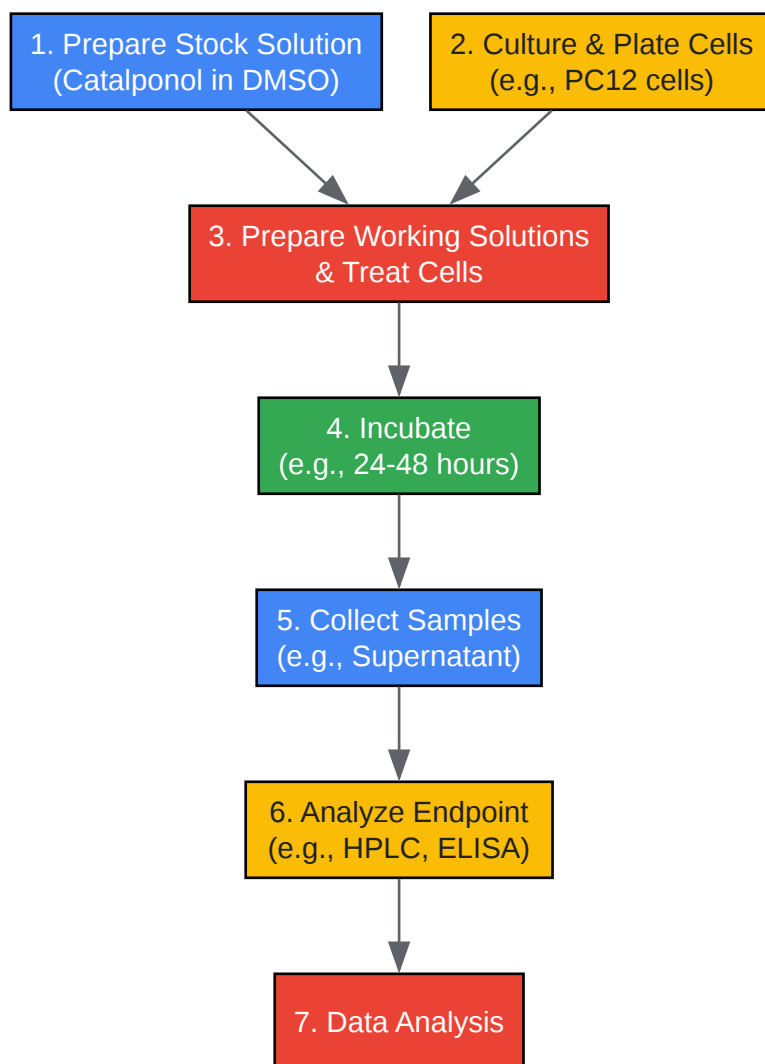 1. Prepare Stock Solution
(Catalponol in DMSO)
2. Culture & Plate Cells
(e.g., PC12 cells)
3. Prepare Working Solutions
& Treat Cells
4. Incubate
(e.g., 24-48 hours)
5. Collect Samples
(e.g., Supernatant)
6. Analyze Endpoint
(e.g., HPLC, ELISA)
7. Data Analysis